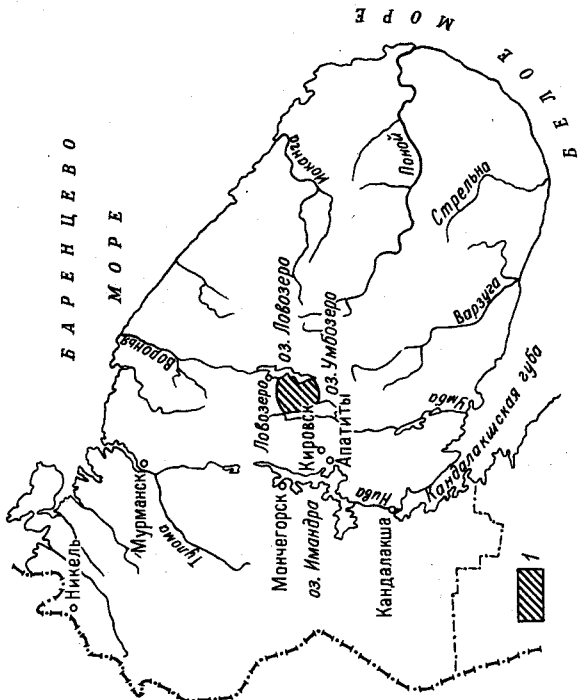 БАРЕНЦЕВО
МОРЕ
БЕЛОЕ
МОРЕ
Никель
Мурманск
Тулома
Воронья
Иоканга
Поной
Стрельна
Варзуга
оз. Ловозеро
Ловозеро
оз. Умбозеро
Кировск
Апатиты
Мончегорск
оз. Имандра
Нива
Умба
Кандалакша
Кандалакшская губа
1